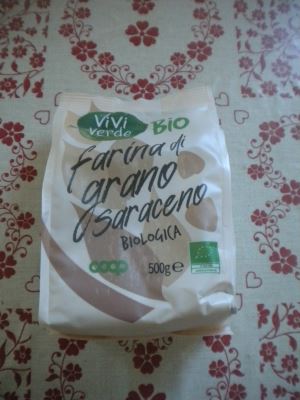 ViVi
verde
BIO
farina di
grano
saraceno
BIOLOGICA
coop
500g e